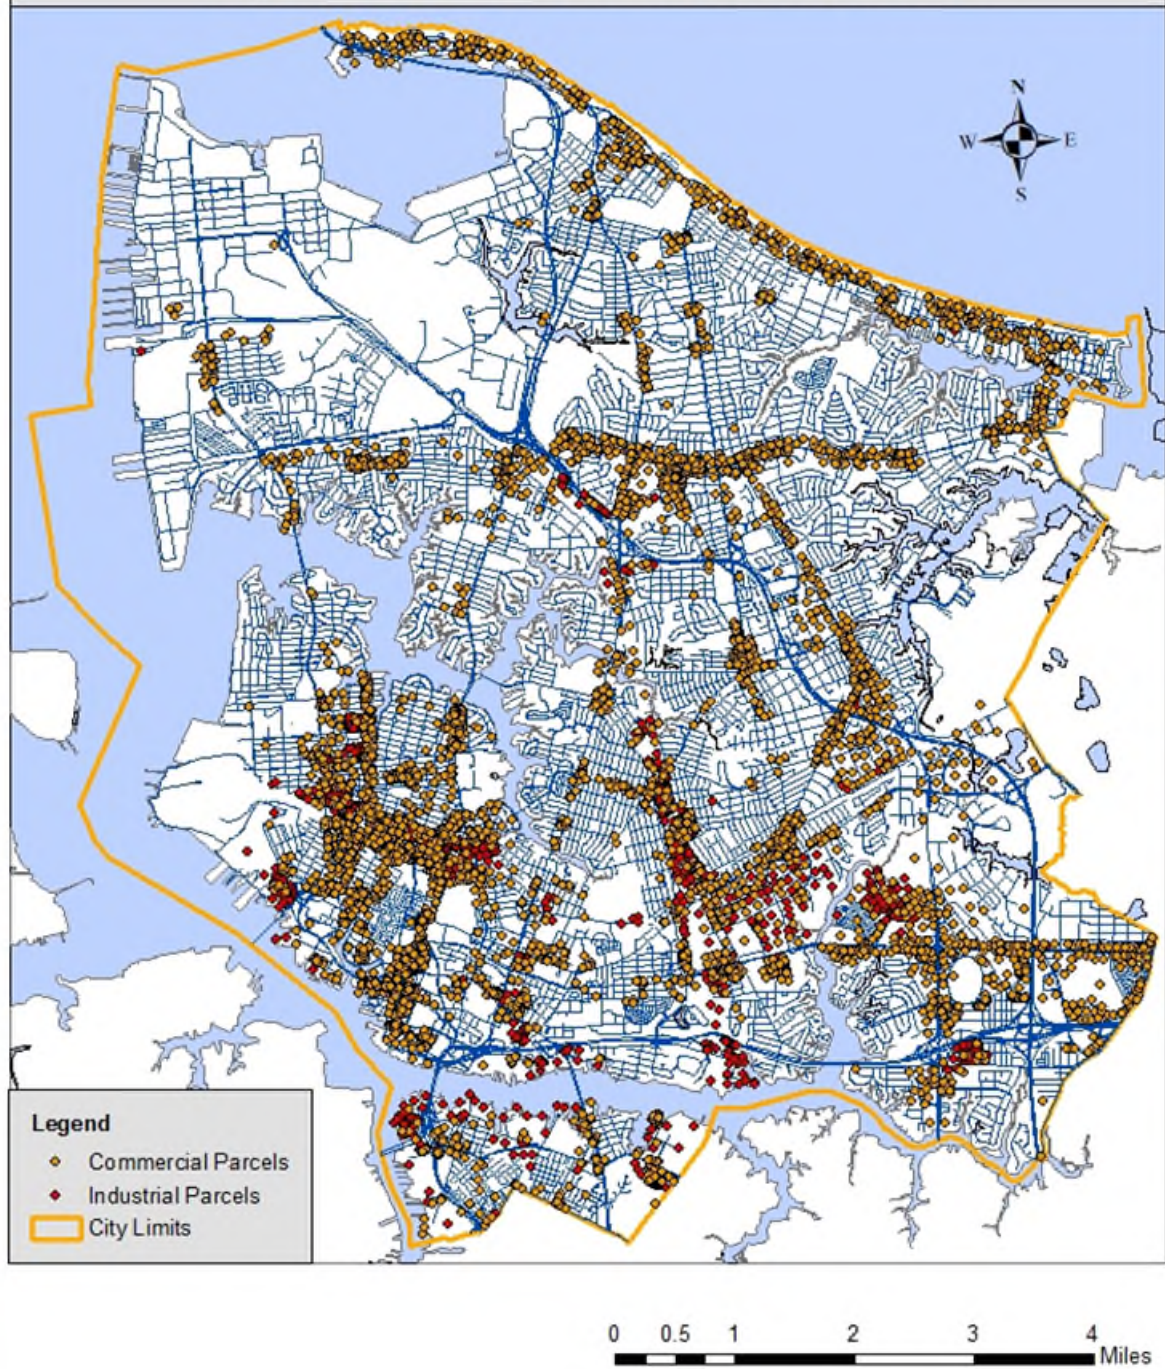 N
W E
S
Legend
Commercial Parcels
Industrial Parcels
City Limits
0 0.5 1 2 3 4
Miles